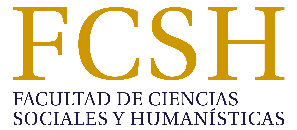 FCSH
FACULTAD DE CIENCIAS
SOCIALES Y HUMANÍSTICAS